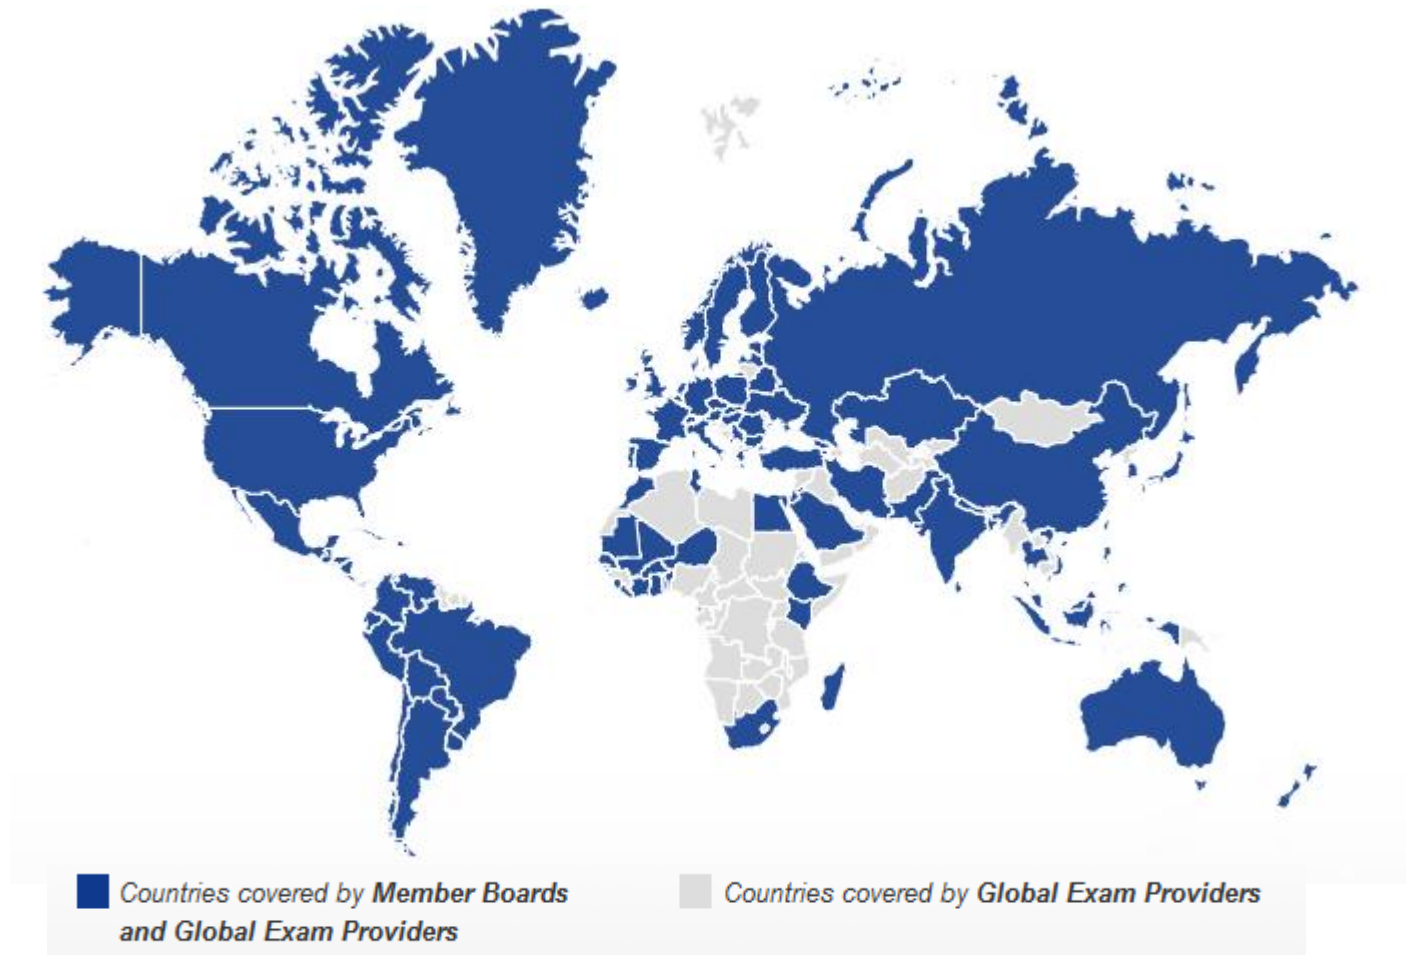 Countries covered by Member Boards
and Global Exam Providers
Countries covered by Global Exam Providers